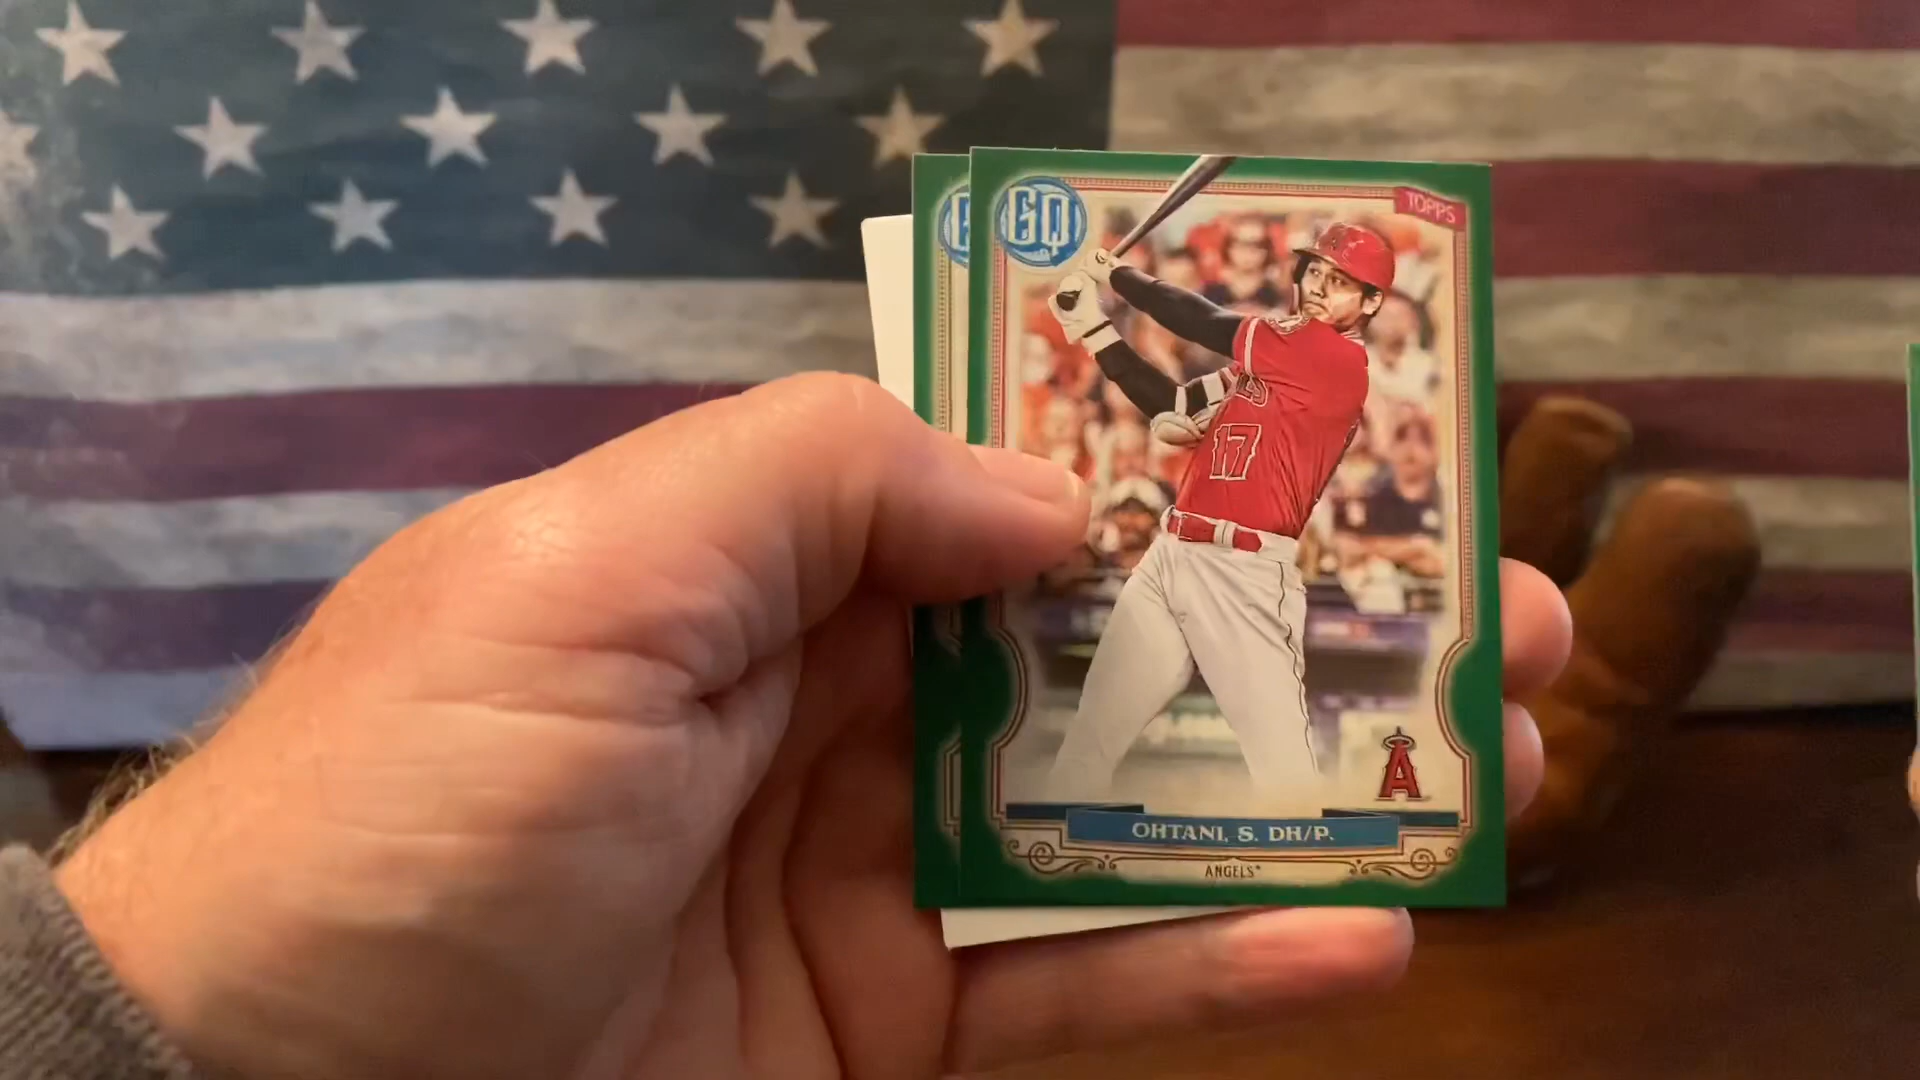 GQ
TOPPS
17
OHTANI, S. DH/P.
ANGELS
A